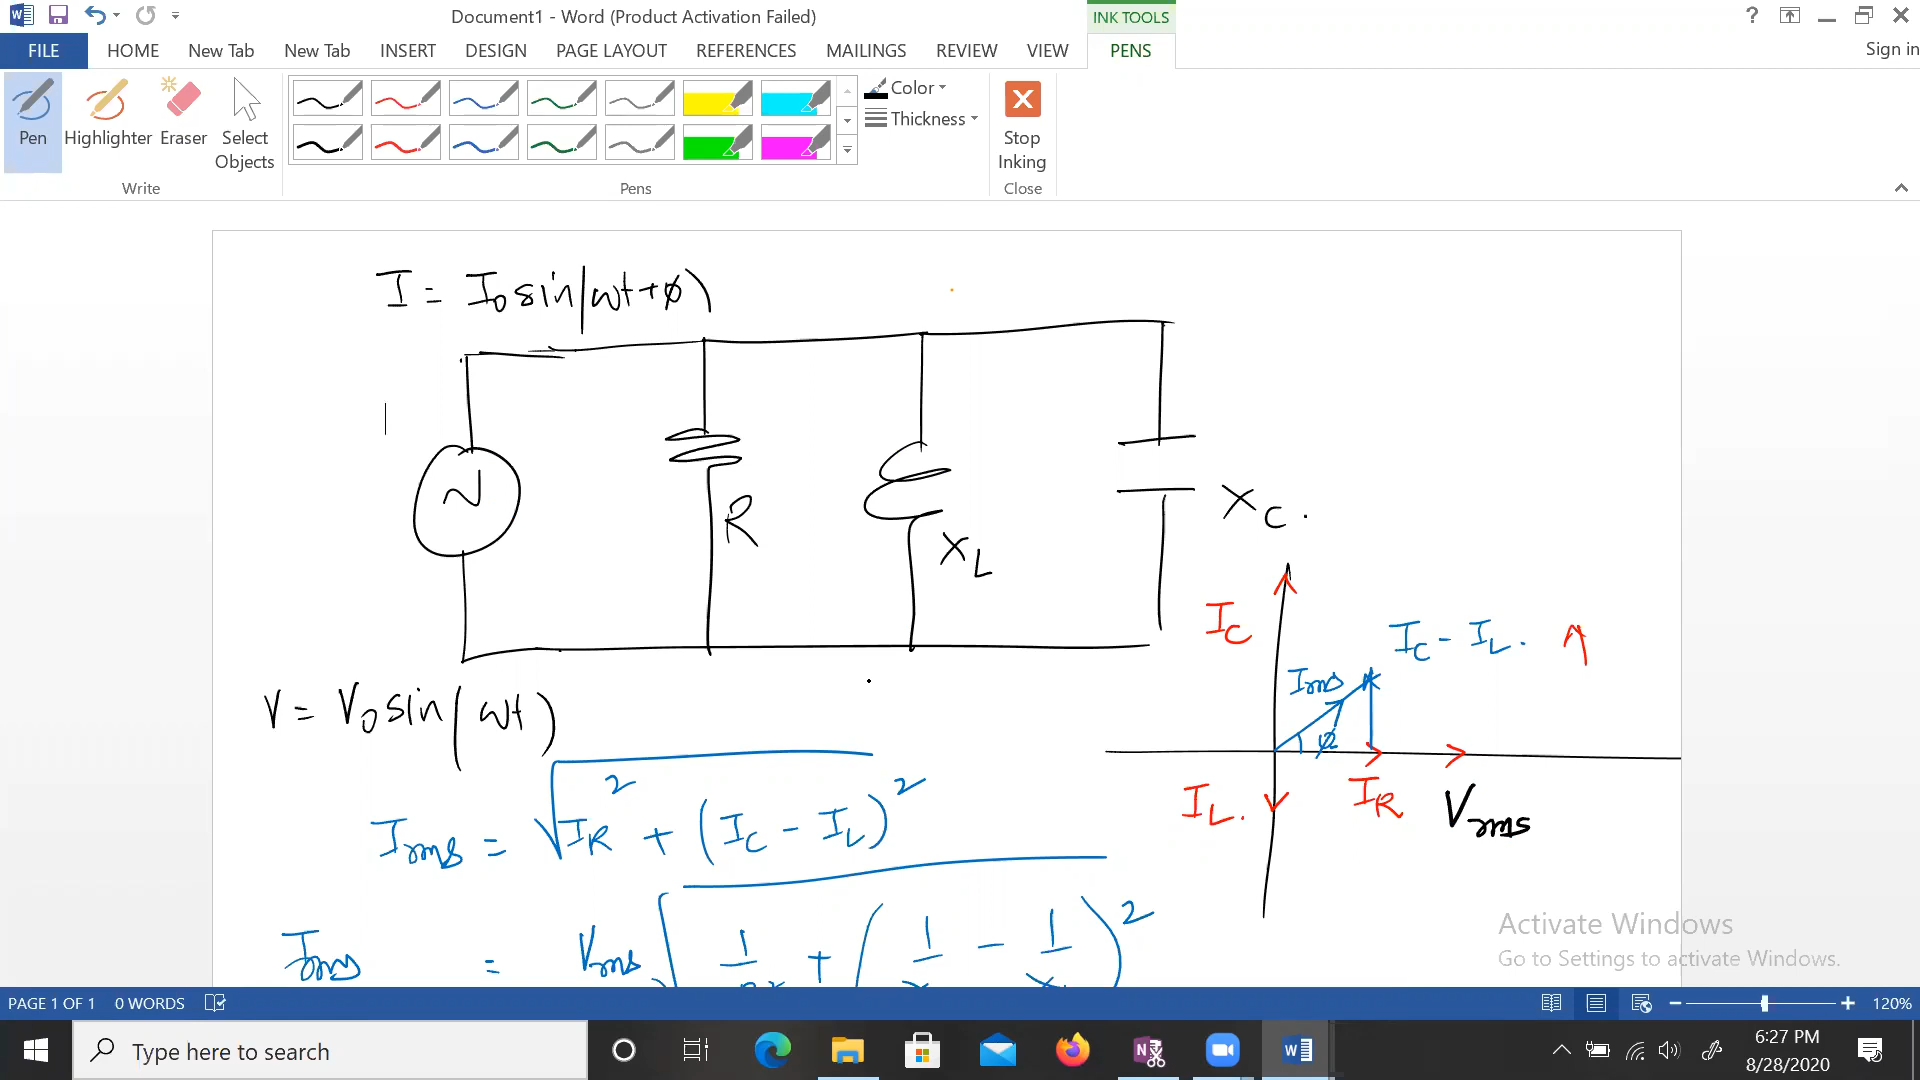 Document1 - Word (Product Activation Failed)
INK TOOLS
?
FILE HOME New Tab New Tab INSERT DESIGN PAGE LAYOUT REFERENCES MAILINGS REVIEW VIEW PENS Sign in
Pen Highlighter Eraser Select Objects
Color
Thickness
Stop Inking
Write Pens Close
I = I₀ sin(ωt+φ)
R
X_L
X_C .
V = V₀ sin(ωt)
I_C
I_C - I_L .
I_rms
φ
I_L .
I_R
V_rms
I_rms = √I_R² + (I_C - I_L)²
I_rms = V_rms √ 1 + ( 1 - 1 )²
Activate Windows
Go to Settings to activate Windows.
PAGE 1 OF 1 0 WORDS 120%
Type here to search
N
W
6:27 PM
8/28/2020